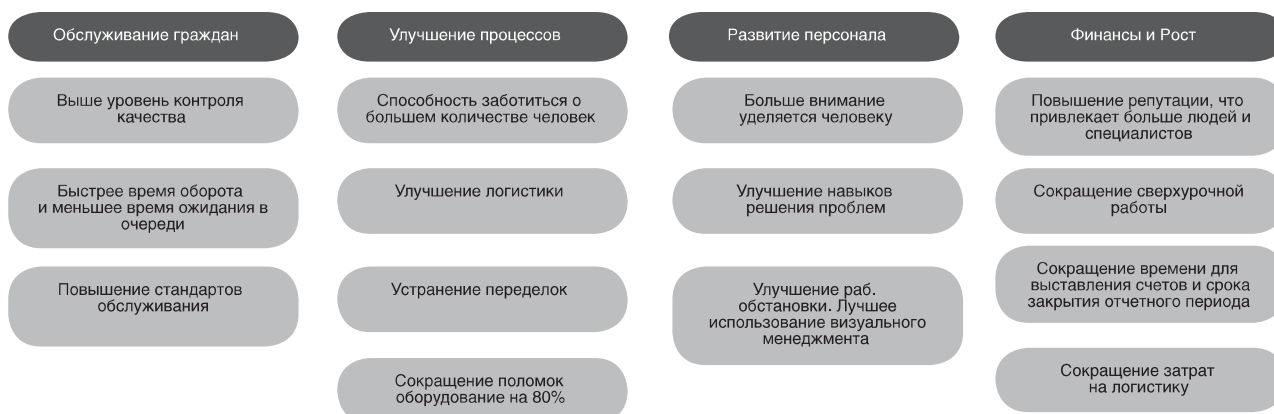 Обслуживание граждан
Выше уровень контроля
качества
Быстрее время оборота
и меньшее время ожидания в
очереди
Повышение стандартов
обслуживания
Улучшение процессов
Способность заботиться о
большем количестве человек
Улучшение логистики
Устранение переделок
Сокращение поломок
оборудование на 80%
Развитие персонала
Больше внимание
уделяется человеку
Улучшение навыков
решения проблем
Улучшение раб.
обстановки. Лучшее
использование визуального
менеджмента
Финансы и Рост
Повышение репутации, что
привлекает больше людей и
специалистов
Сокращение сверхурочной
работы
Сокращение времени для
выставления счетов и срока
закрытия отчетного периода
Сокращение затрат
на логистику